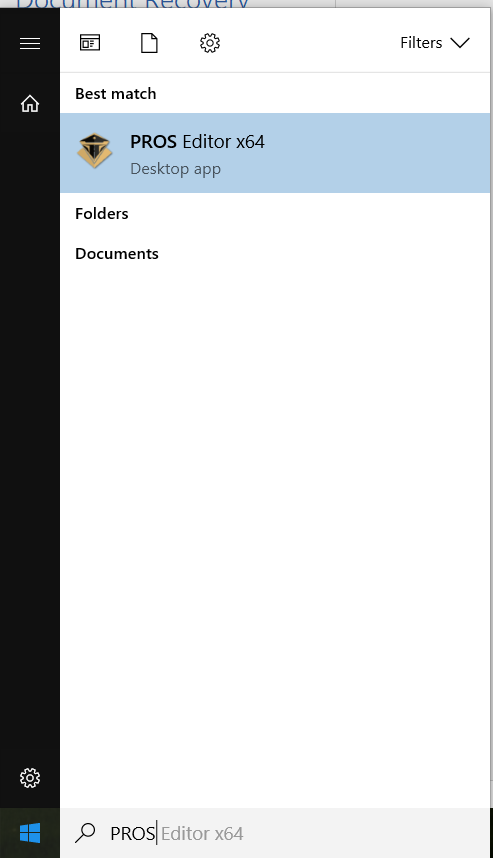 Document Recovery
Filters
Best match
PROS Editor x64
Desktop app
Folders
Documents
PROS Editor x64